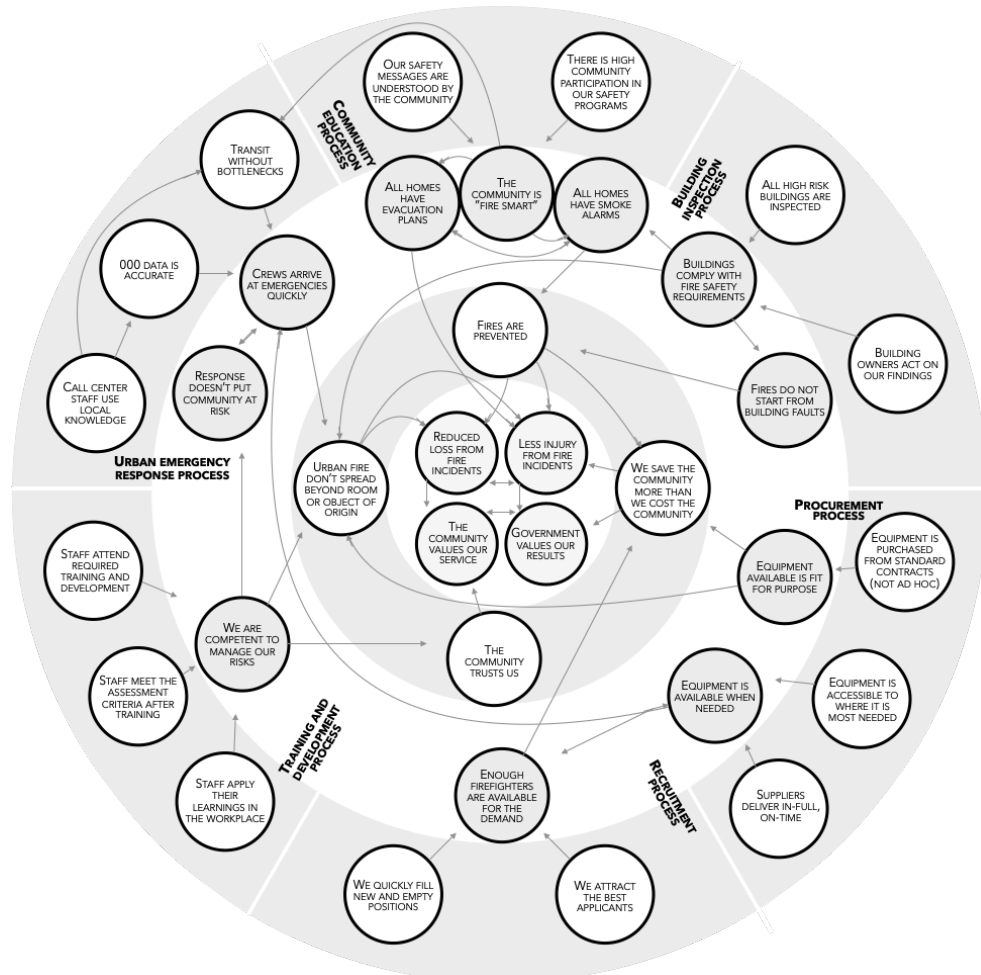 Our safety
messages are
understood by
the community
There is high
community
participation in
our safety
programs
Community
education
process
Transit
without
bottlenecks
All homes
have
evacuation
plans
The
community is
"fire smart"
All homes
have smoke
alarms
Building
inspection
process
All high risk
buildings are
inspected
000 data is
accurate
Crews arrive
at emergencies
quickly
Buildings
comply with
fire safety
requirements
Fires are
prevented
Building
owners act on
our findings
Call center
staff use
local
knowledge
Response
doesn't put
community at
risk
Fires do not
start from
building faults
Urban emergency
response process
Reduced
loss from
fire
incidents
Less injury
from fire
incidents
Urban fire
don't spread
beyond room
or object of
origin
We save the
community
more than
we cost the
community
The
community
values our
service
Government
values our
results
Procurement
process
Equipment
is purchased
from standard
contracts
(not ad hoc)
Equipment
available is fit
for purpose
Staff attend
required
training and
development
We are
competent to
manage our
risks
The
community
trusts us
Staff meet the
assessment
criteria after
training
Equipment is
available when
needed
Equipment is
accessible to
where it is
most needed
Training and
development
process
Staff apply
their
learnings in
the workplace
Enough
firefighters
are available
for the
demand
Recruitment
process
Suppliers
deliver in-full,
on-time
We quickly fill
new and empty
positions
We attract
the best
applicants